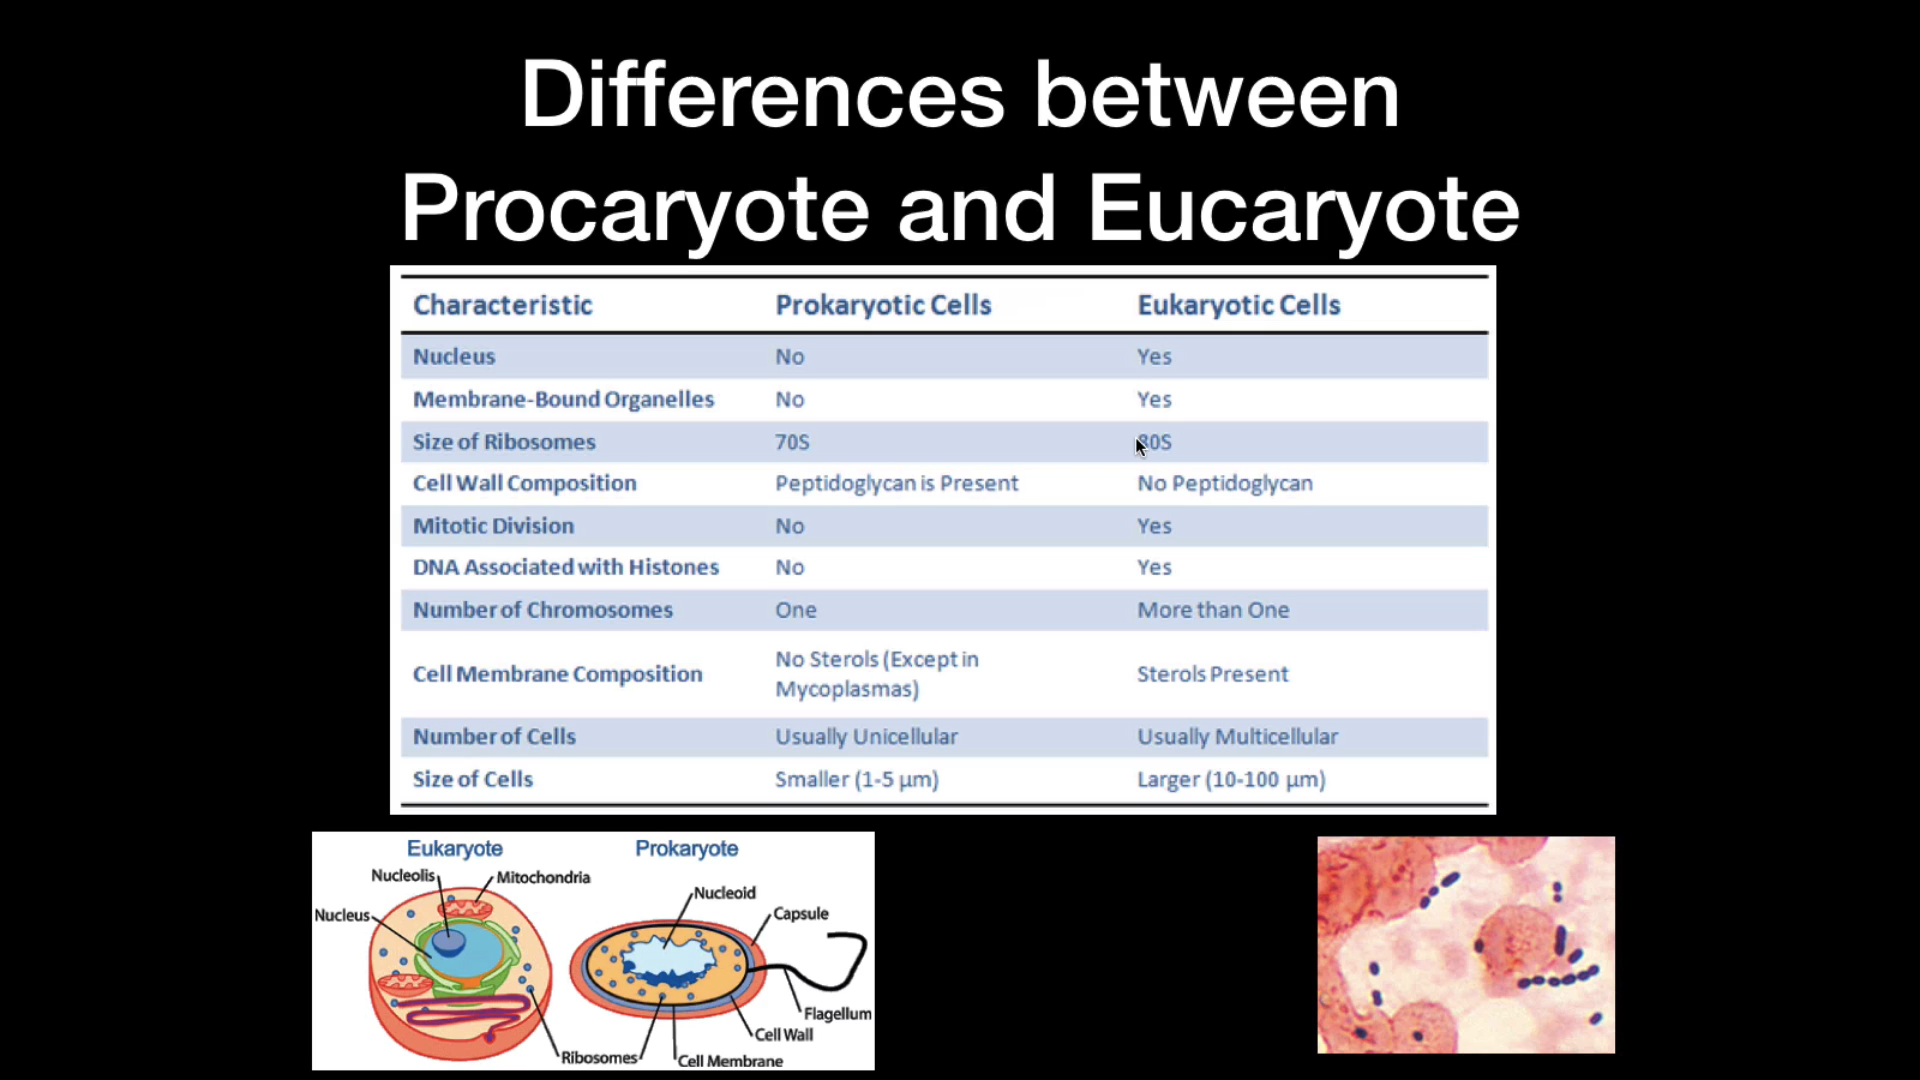 Differences between
Procaryote and Eucaryote
Characteristic Prokaryotic Cells Eukaryotic Cells
Nucleus No Yes
Membrane-Bound Organelles No Yes
Size of Ribosomes 70S 80S
Cell Wall Composition Peptidoglycan is Present No Peptidoglycan
Mitotic Division No Yes
DNA Associated with Histones No Yes
Number of Chromosomes One More than One
Cell Membrane Composition No Sterols (Except in Mycoplasmas) Sterols Present
Number of Cells Usually Unicellular Usually Multicellular
Size of Cells Smaller (1-5 µm) Larger (10-100 µm)
Eukaryote Prokaryote
Nucleolis Mitochondria
Nucleoid
Nucleus Capsule
Flagellum
Cell Wall
Ribosomes Cell Membrane